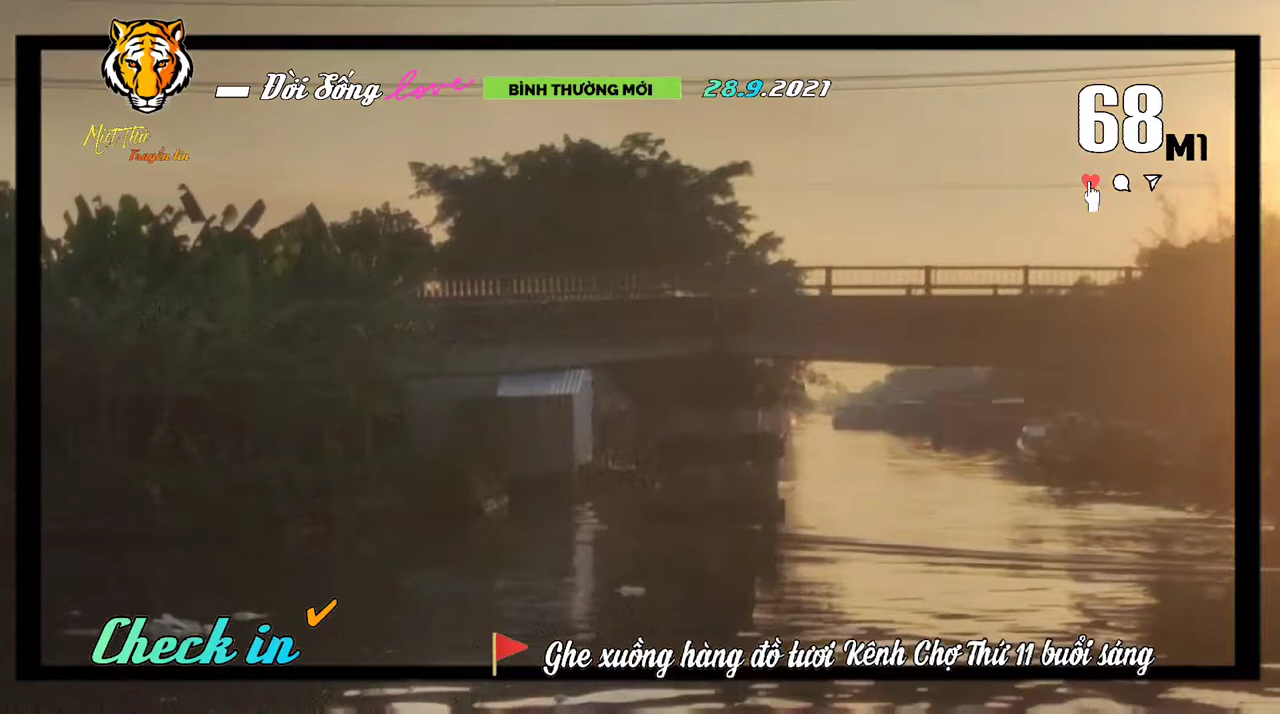 Đời Sống love BÌNH THƯỜNG MỚI 28.9.2021
68 M1
Miệt Thứ
Truyền tin
Check in
Ghe xuồng hàng đồ tươi Kênh Chợ Thứ 11 buổi sáng